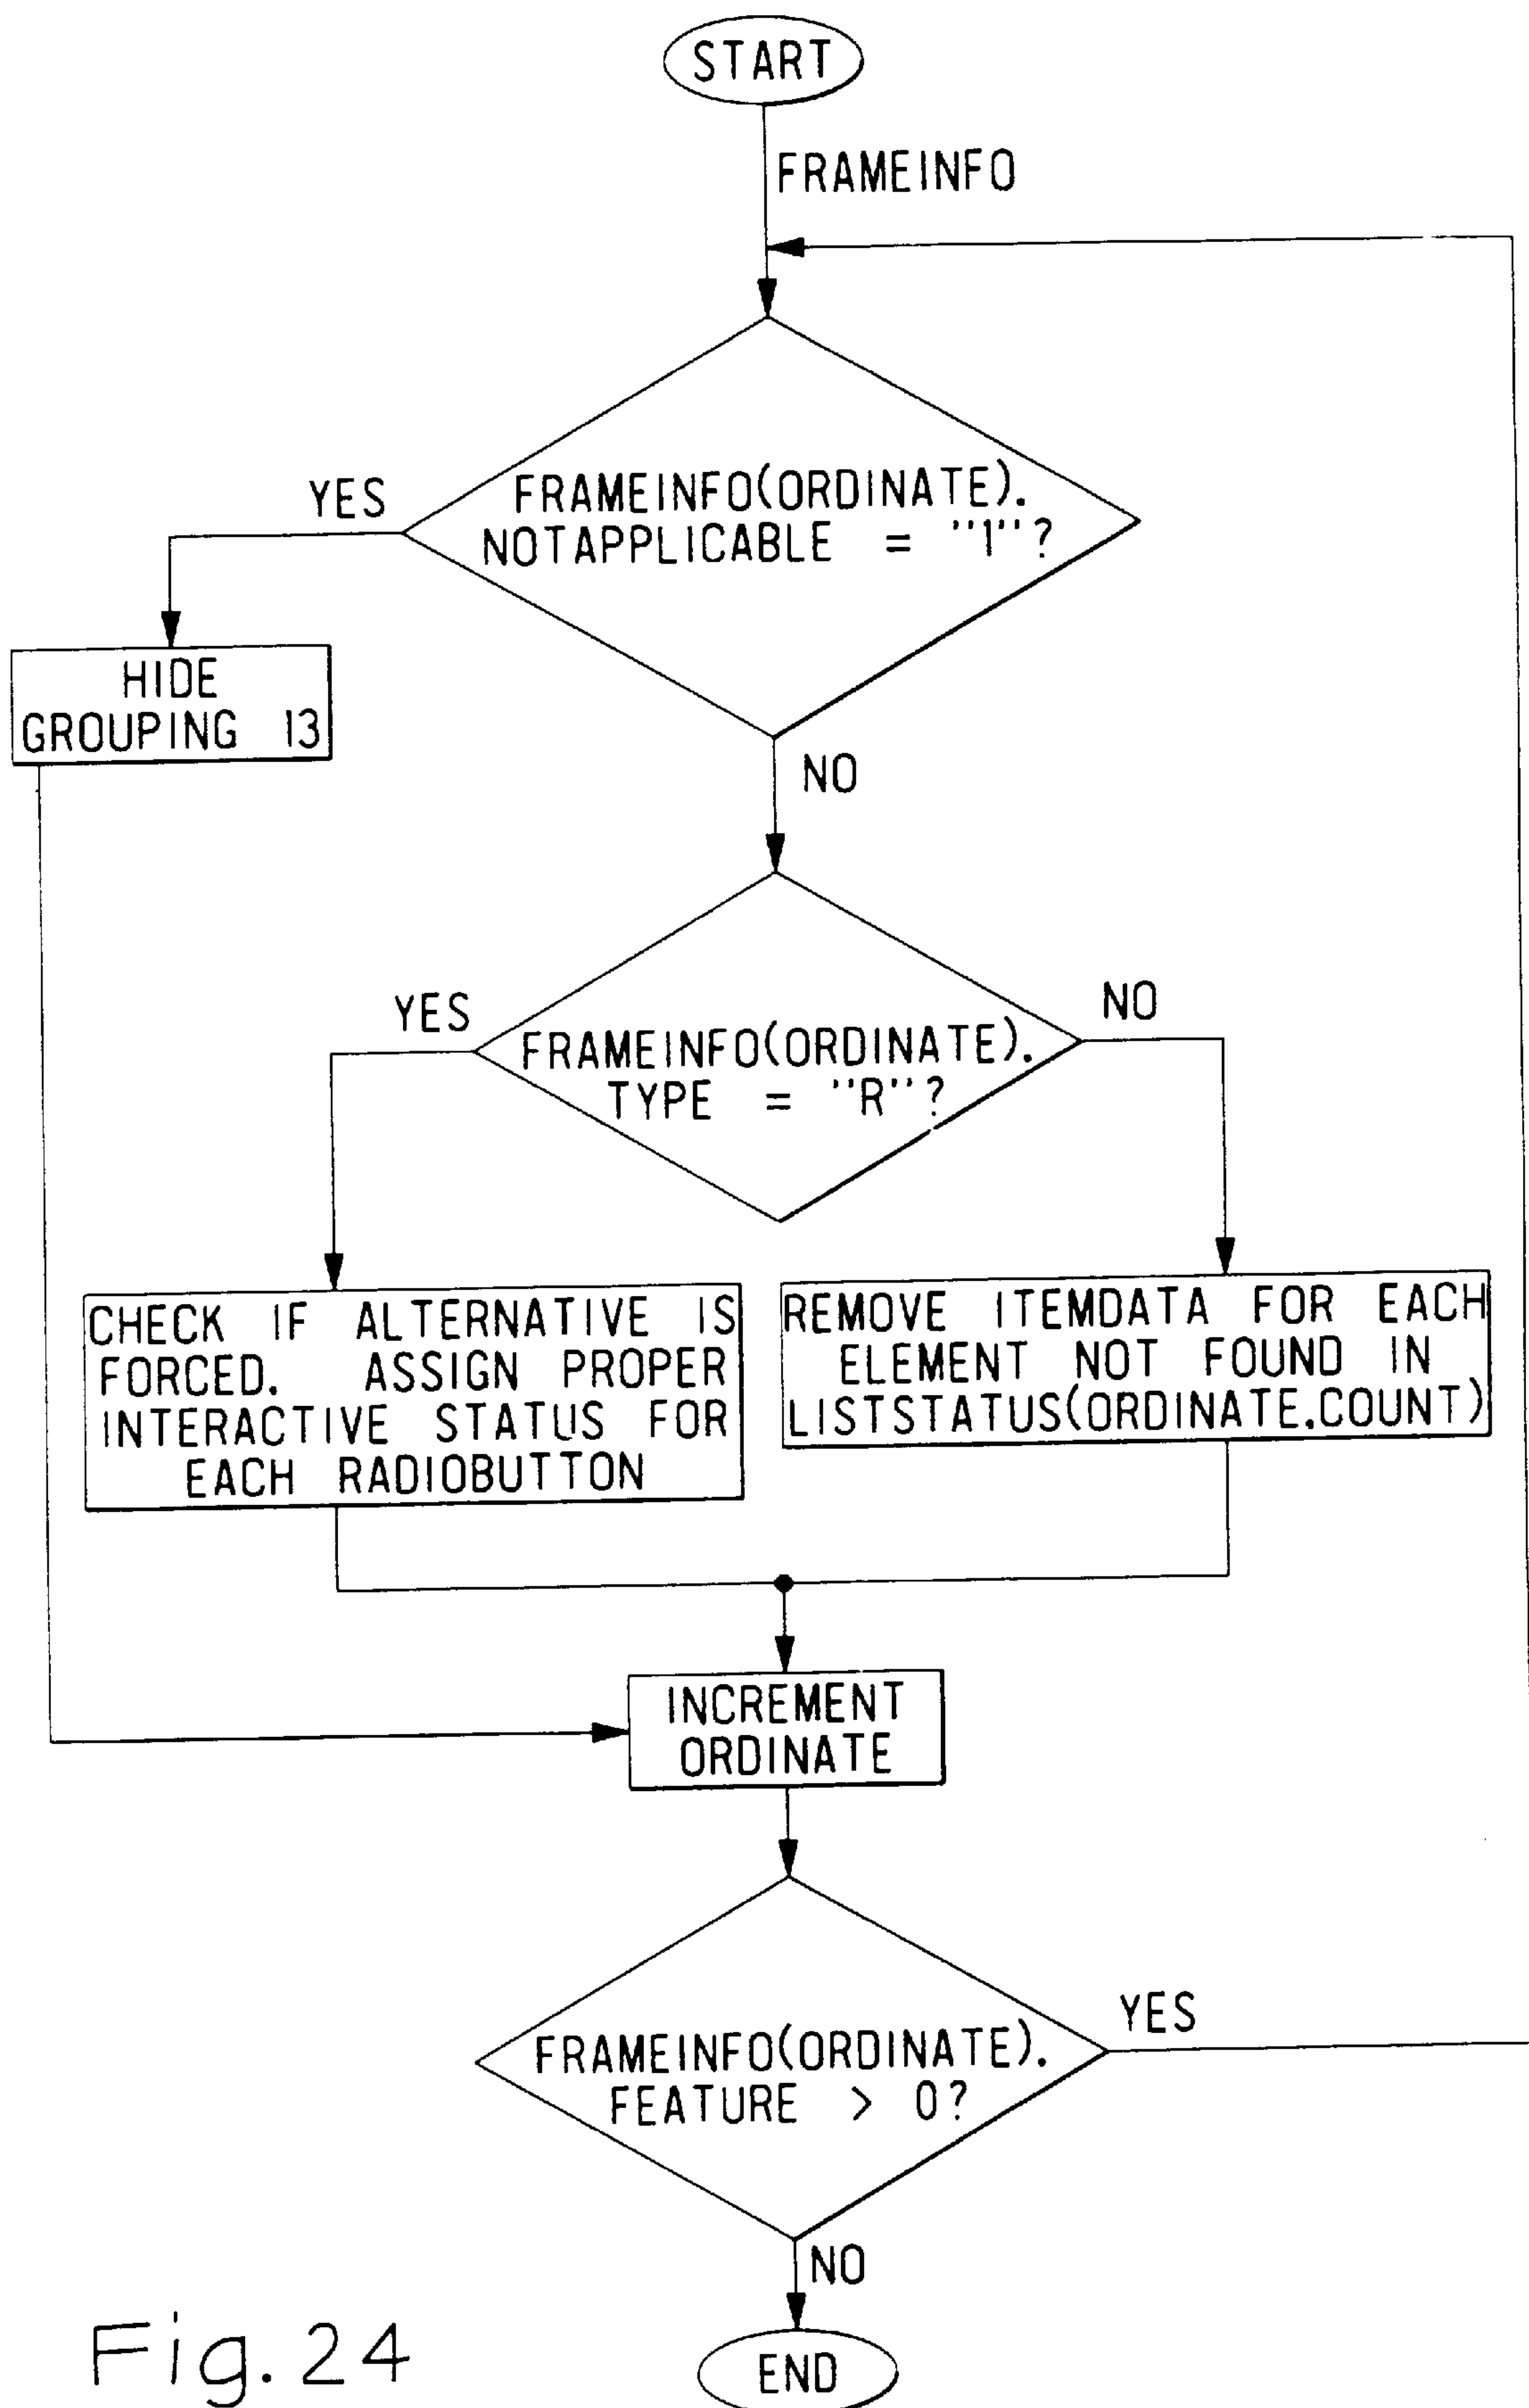 START
FRAMEINFO
YES
FRAMEINFO(ORDINATE).
NOTAPPLICABLE = "1"?
HIDE
GROUPING 13
NO
YES
NO
FRAMEINFO(ORDINATE).
TYPE = "R"?
CHECK IF ALTERNATIVE IS
FORCED. ASSIGN PROPER
INTERACTIVE STATUS FOR
EACH RADIOBUTTON
REMOVE ITEMDATA FOR EACH
ELEMENT NOT FOUND IN
LISTSTATUS(ORDINATE.COUNT)
INCREMENT
ORDINATE
YES
FRAMEINFO(ORDINATE).
FEATURE > 0?
NO
END
Fig. 24